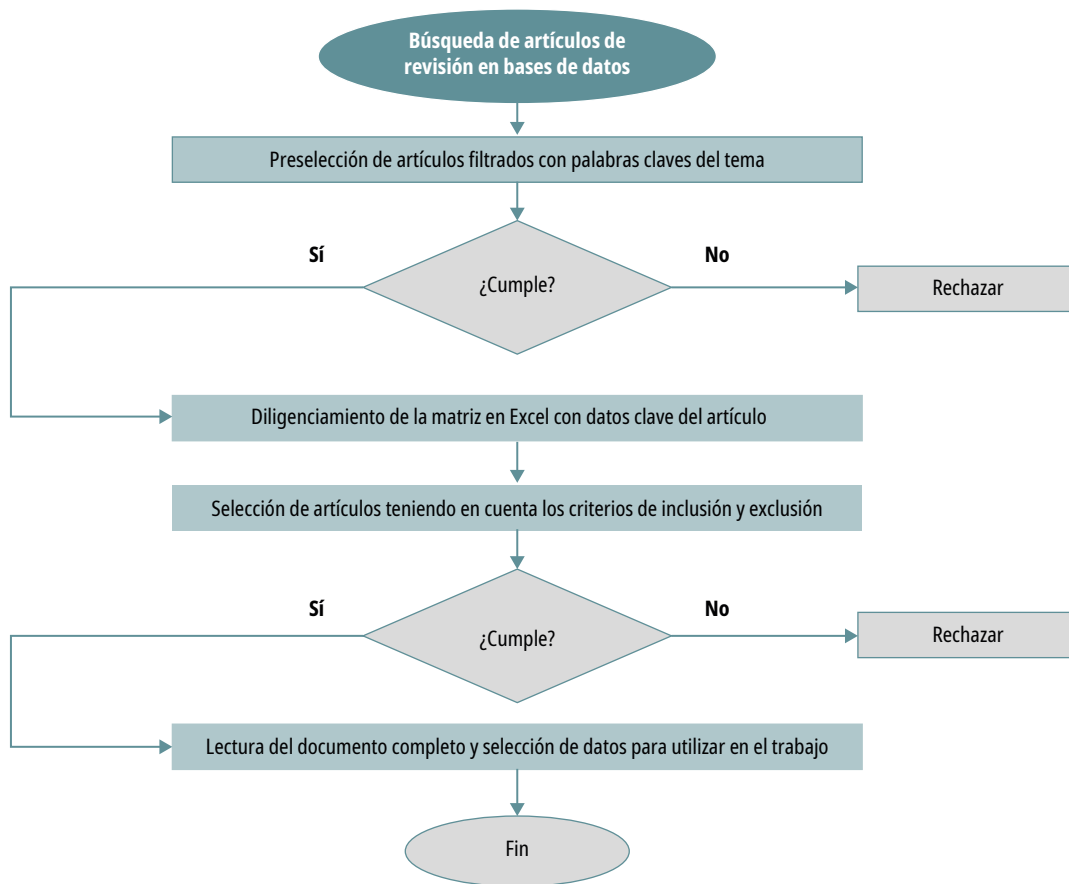 Búsqueda de artículos de
revisión en bases de datos
Preselección de artículos filtrados con palabras claves del tema
Sí
No
¿Cumple?
Rechazar
Diligenciamiento de la matriz en Excel con datos clave del artículo
Selección de artículos teniendo en cuenta los criterios de inclusión y exclusión
Sí
No
¿Cumple?
Rechazar
Lectura del documento completo y selección de datos para utilizar en el trabajo
Fin